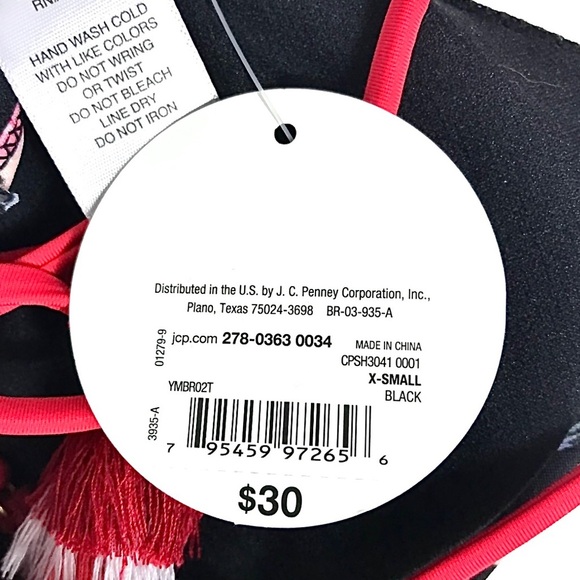 RN
HAND WASH COLD
WITH LIKE COLORS
DO NOT WRING
OR TWIST
DO NOT BLEACH
LINE DRY
DO NOT IRON
Distributed in the U.S. by J. C. Penney Corporation, Inc.,
Plano, Texas 75024-3698 BR-03-935-A
01279-9
jcp.com 278-0363 0034
MADE IN CHINA
CPSH3041 0001
X-SMALL
BLACK
YMBR02T
3935-A
7 95459 97265 6
$30